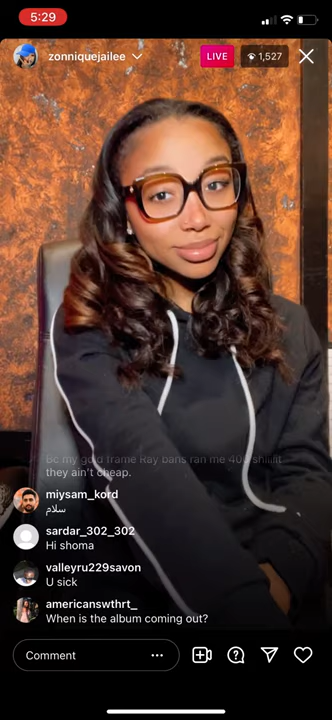 5:29
zonniquejailee
LIVE
1,527
Bc my gold frame Ray bans ran me 400 shiiifit
they ain't cheap.
miysam_kord
سلام
sardar_302_302
Hi shoma
valleyru229savon
U sick
americanswthrt_
When is the album coming out?
Comment